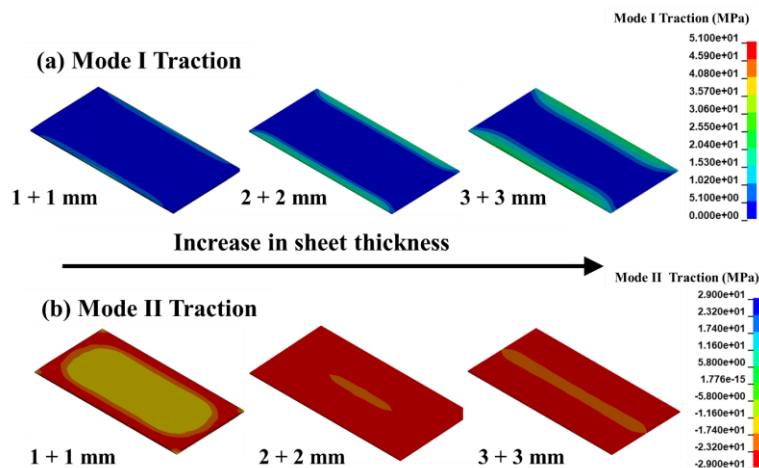 Mode I Traction (MPa)
(a) Mode I Traction
5.100e+01
4.590e+01
4.080e+01
3.570e+01
3.060e+01
2.550e+01
2.040e+01
1.530e+01
1.020e+01
5.100e+00
0.000e+00
1 + 1 mm
2 + 2 mm
3 + 3 mm
Increase in sheet thickness
Mode II Traction (MPa)
(b) Mode II Traction
2.900e+01
2.320e+01
1.740e+01
1.160e+01
5.800e+00
1.776e-15
-5.800e+00
-1.160e+01
-1.740e+01
-2.320e+01
-2.900e+01
1 + 1 mm
2 + 2 mm
3 + 3 mm